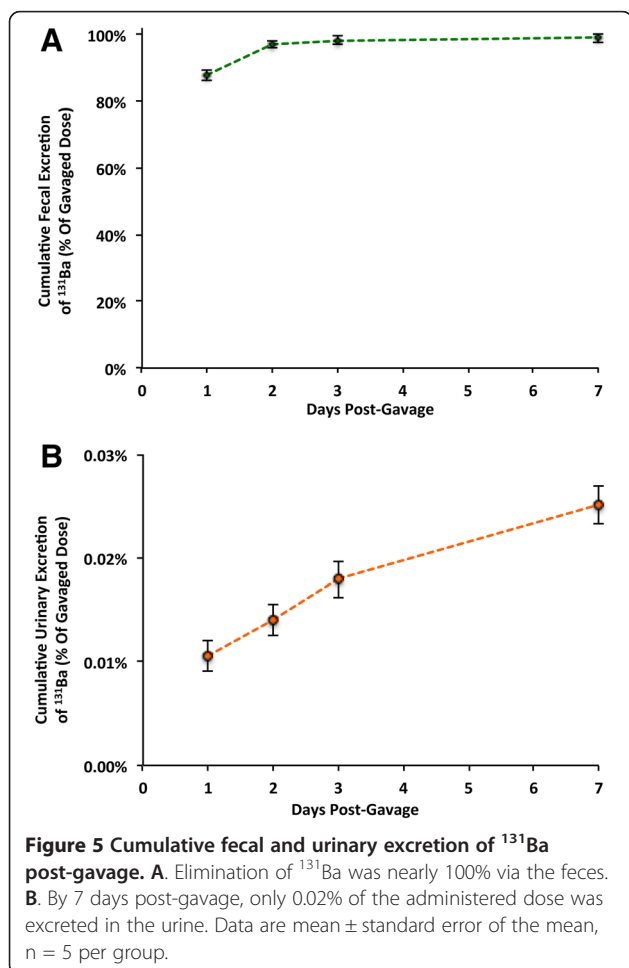 A
100%
80%
60%
40%
20%
0%
Cumulative Fecal Excretion
of ¹³¹Ba (% Of Gavaged Dose)
0 1 2 3 4 5 6 7
Days Post-Gavage
B
0.03%
0.02%
0.01%
0.00%
Cumulative Urinary Excretion
of ¹³¹Ba (% Of Gavaged Dose)
0 1 2 3 4 5 6 7
Days Post-Gavage
Figure 5 Cumulative fecal and urinary excretion of ¹³¹Ba
post-gavage. A. Elimination of ¹³¹Ba was nearly 100% via the feces.
B. By 7 days post-gavage, only 0.02% of the administered dose was
excreted in the urine. Data are mean ± standard error of the mean,
n = 5 per group.